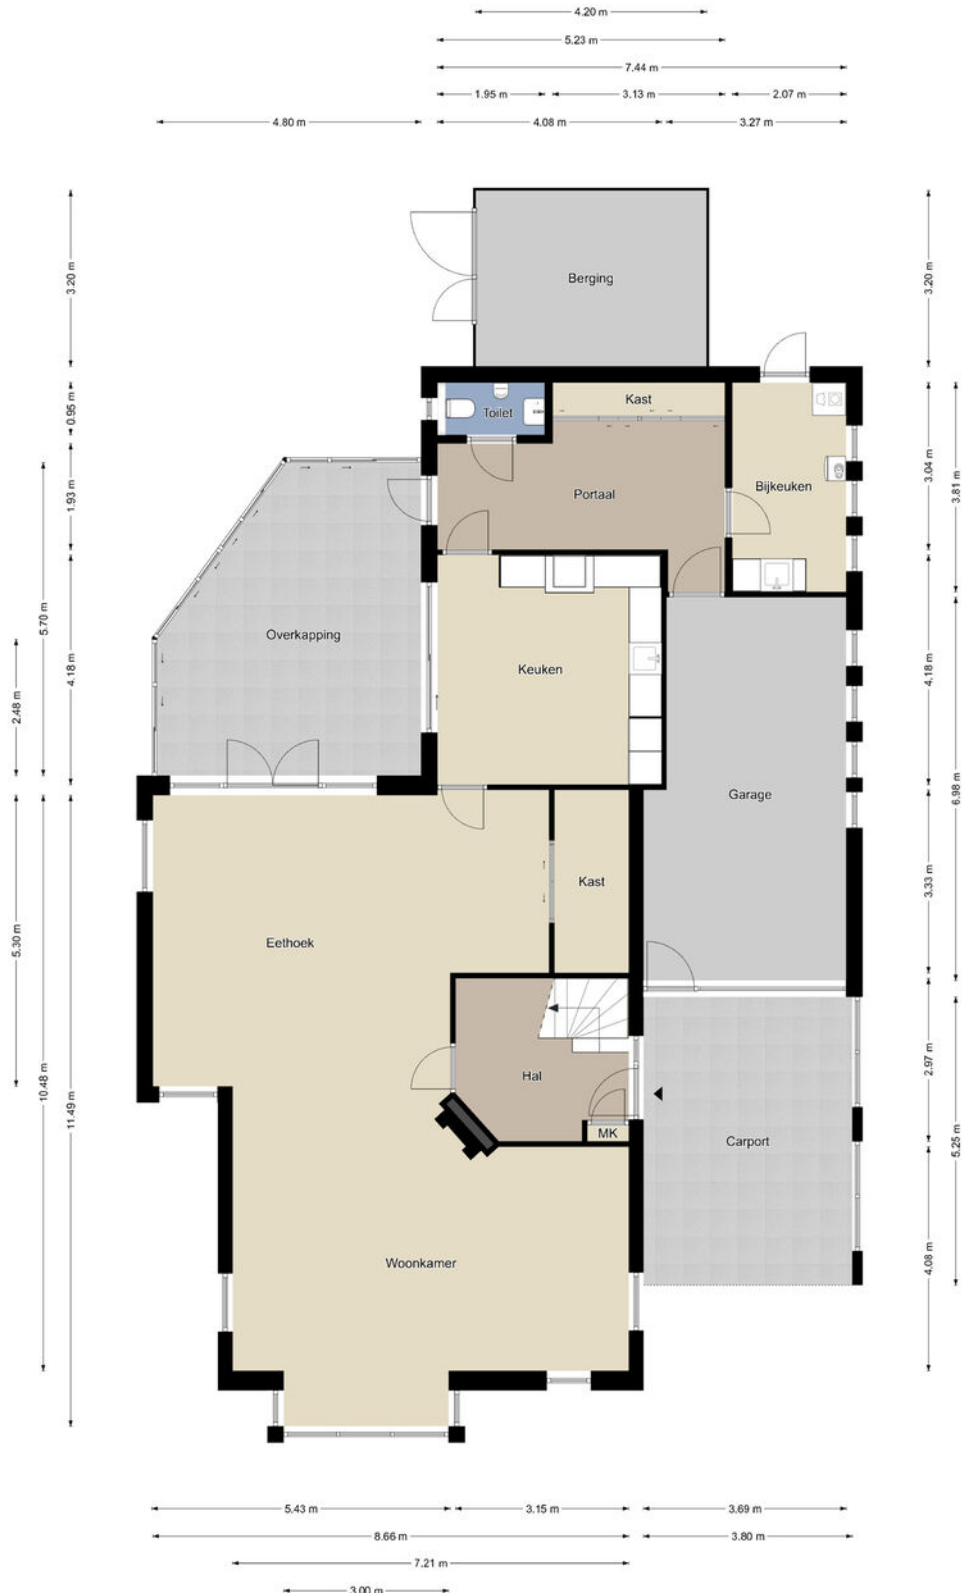 4.20 m
5.23 m
7.44 m
1.95 m 3.13 m 2.07 m
4.80 m 4.08 m 3.27 m
3.20 m
3.20 m
Berging
0.95 m
Toilet
Kast
1.93 m
Portaal
Bijkeuken
3.04 m
3.81 m
5.70 m
Overkapping
Keuken
4.18 m
4.18 m
2.48 m
Garage
6.98 m
Kast
3.33 m
5.30 m
Eethoek
10.48 m
11.49 m
Hal
2.97 m
MK
Carport
5.25 m
Woonkamer
4.08 m
5.43 m 3.15 m 3.69 m
8.66 m 3.80 m
7.21 m
3.00 m